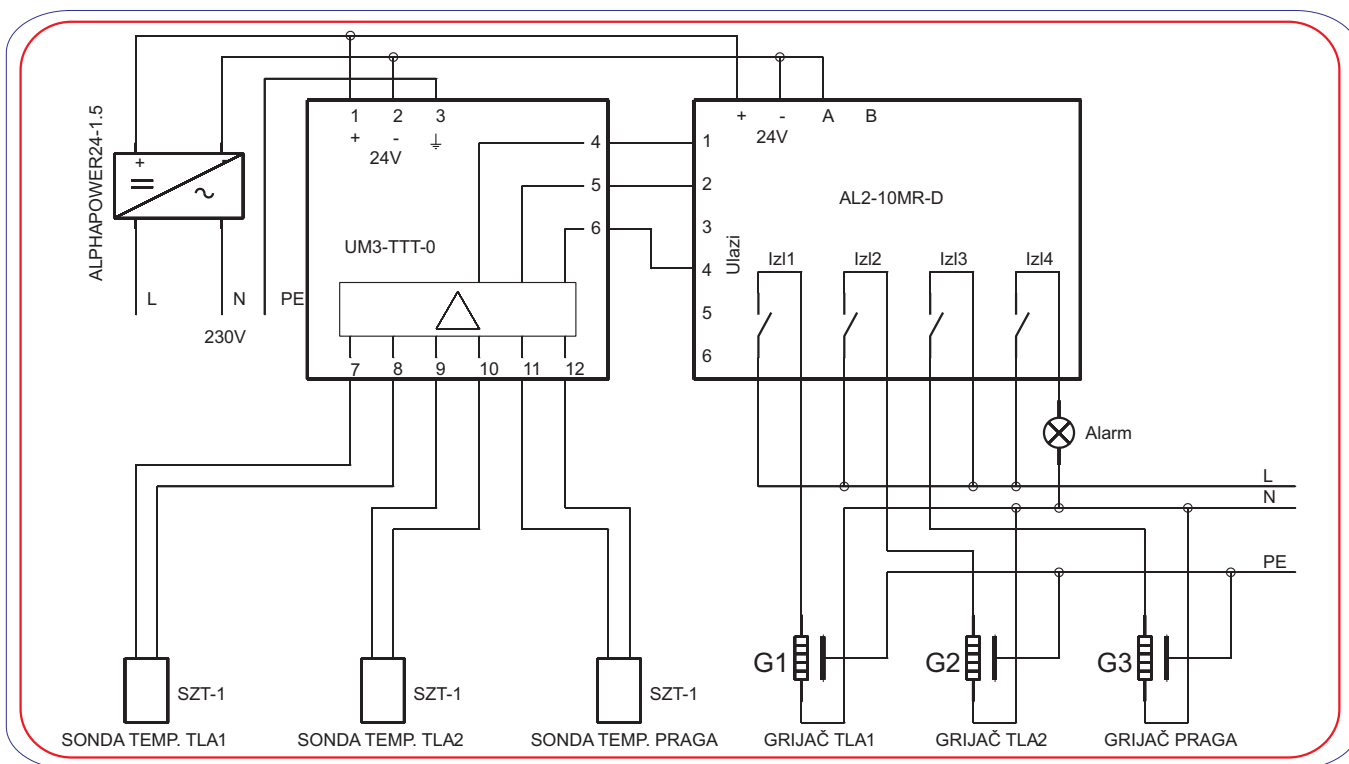 ALPHAPOWER24-1.5
+ -
L N PE
230V
1 2 3
+ -
24V
4
5
6
UM3-TTT-0
7 8 9 10 11 12
+ - A B
24V
1
2
3
4
5
6
Ulazi
AL2-10MR-D
Izl1 Izl2 Izl3 Izl4
Alarm
L
N
PE
G1 G2 G3
SZT-1 SZT-1 SZT-1
SONDA TEMP. TLA1 SONDA TEMP. TLA2 SONDA TEMP. PRAGA GRIJAČ TLA1 GRIJAČ TLA2 GRIJAČ PRAGA